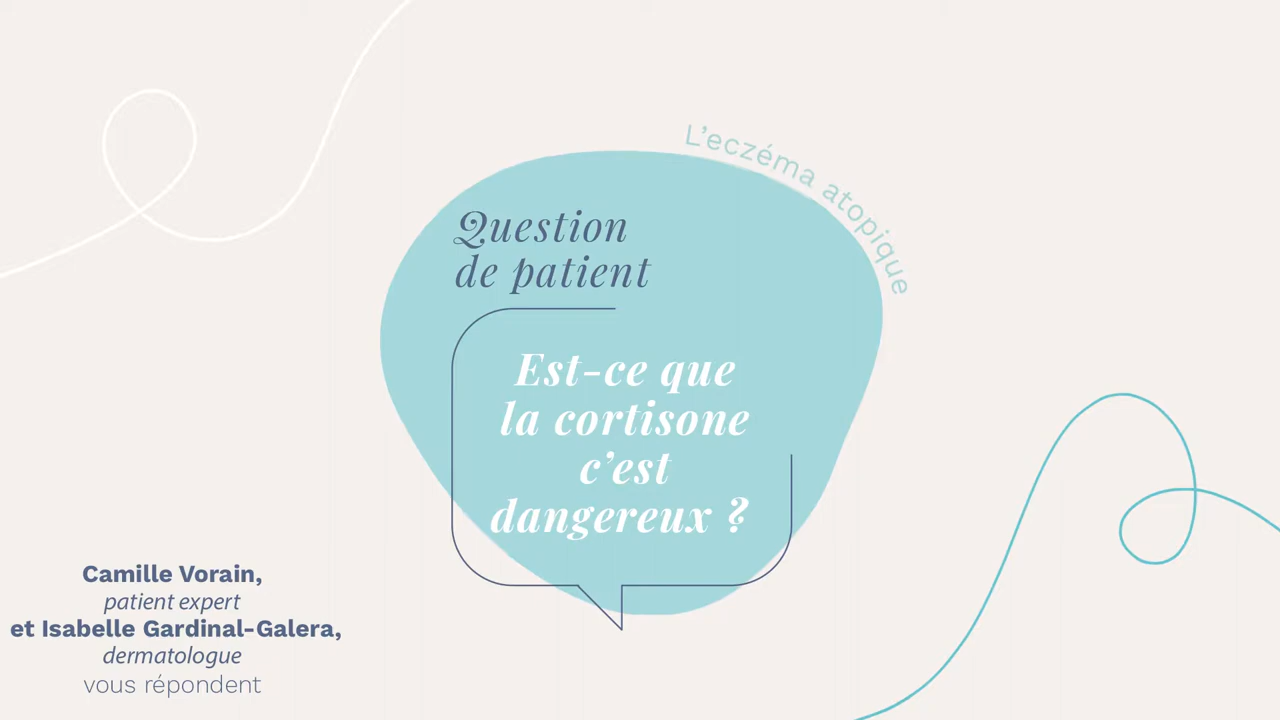 L’eczéma atopique
Question
de patient
Est-ce que
la cortisone
c’est
dangereux ?
Camille Vorain,
patient expert
et Isabelle Gardinal-Galera,
dermatologue
vous répondent